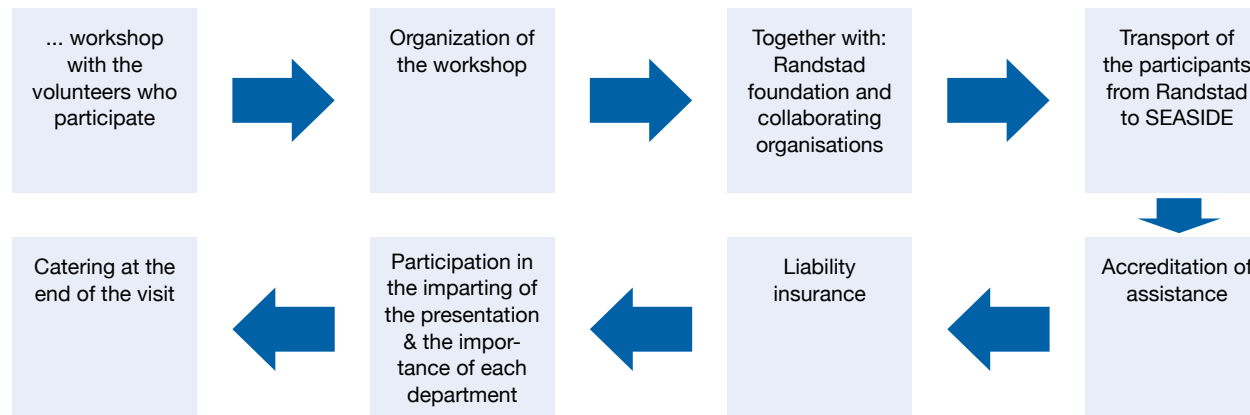 ... workshop
with the
volunteers who
participate
Organization of
the workshop
Together with:
Randstad
foundation and
collaborating
organisations
Transport of
the participants
from Randstad
to SEASIDE
Accreditation of
assistance
Liability
insurance
Participation in
the imparting of
the presentation
& the impor-
tance of each
department
Catering at the
end of the visit